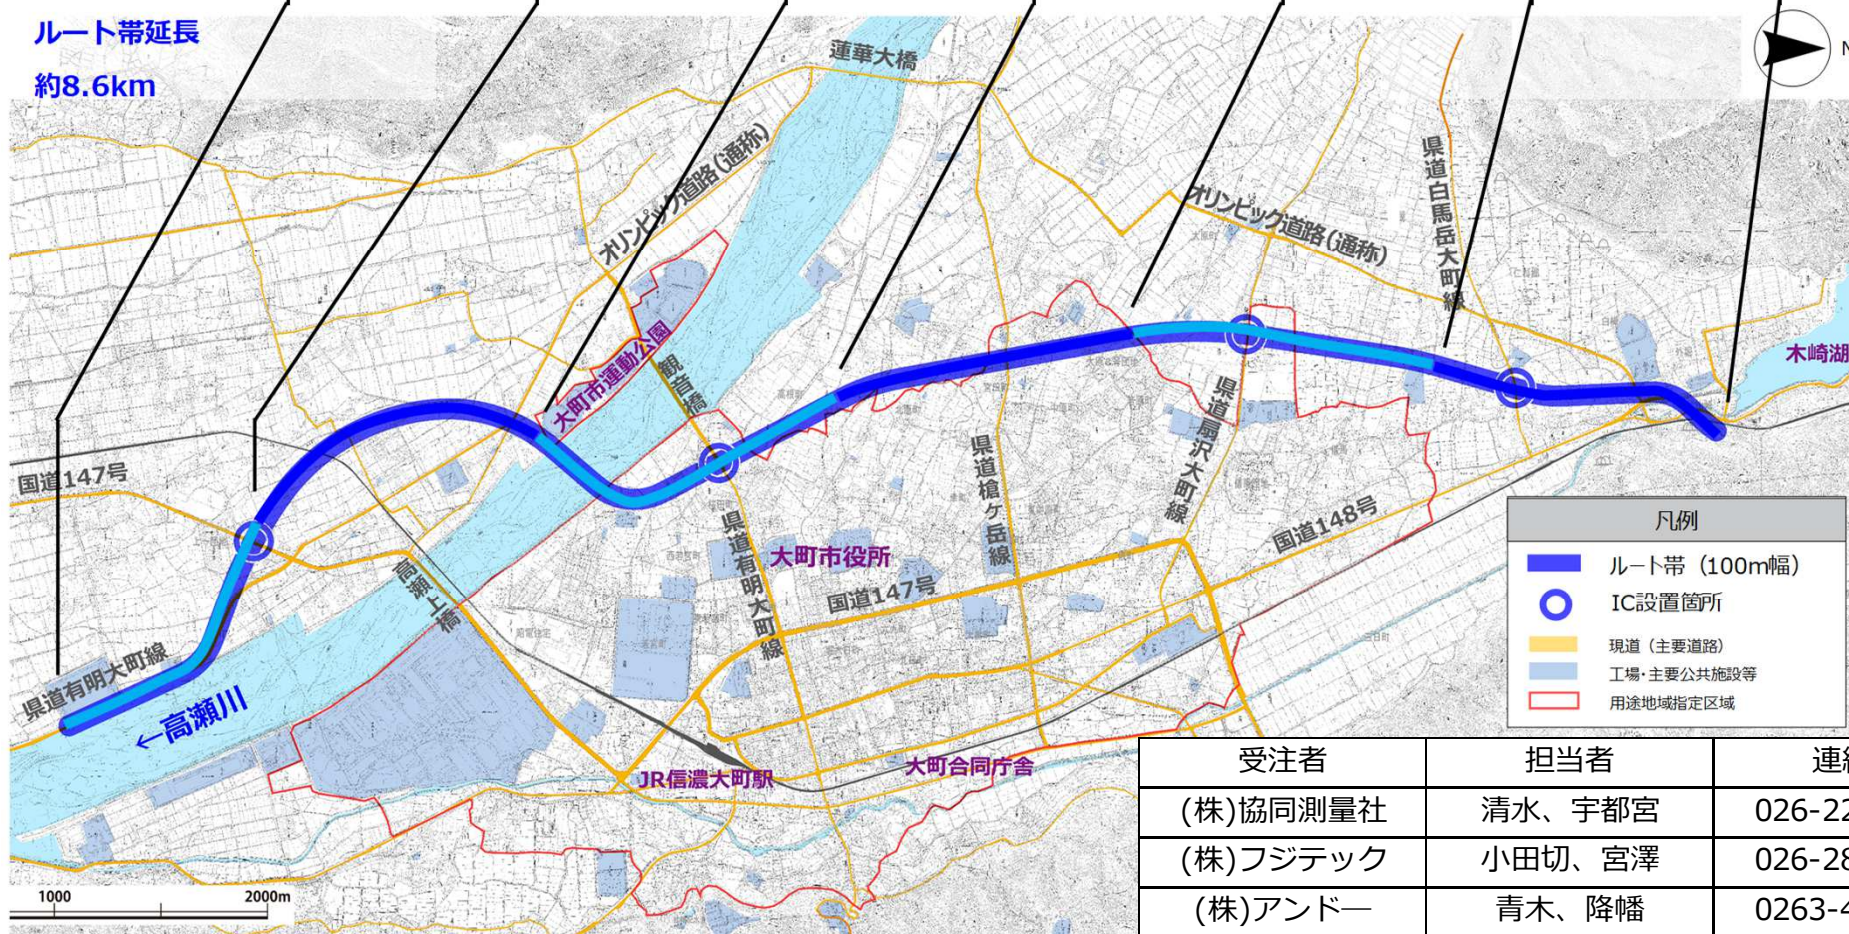 ルート帯延長
約8.6km
蓮華大橋
N
オリンピック道路(通称)
オリンピック道路(通称)
県道白馬岳大町線
大町市運動公園
観音橋
木崎湖
国道147号
県道扇沢大町線
県道槍ヶ岳線
国道148号
県道有明大町線
大町市役所
国道147号
高瀬上橋
県道有明大町線
←高瀬川
JR信濃大町駅
大町合同庁舎
凡例
ルート帯（100m幅）
IC設置箇所
現道（主要道路）
工場・主要公共施設等
用途地域指定区域
1000 2000m
受注者 担当者
(株)協同測量社 清水、宇都宮 026-22
(株)フジテック 小田切、宮澤 026-28
(株)アンドー 青木、降幡 0263-4